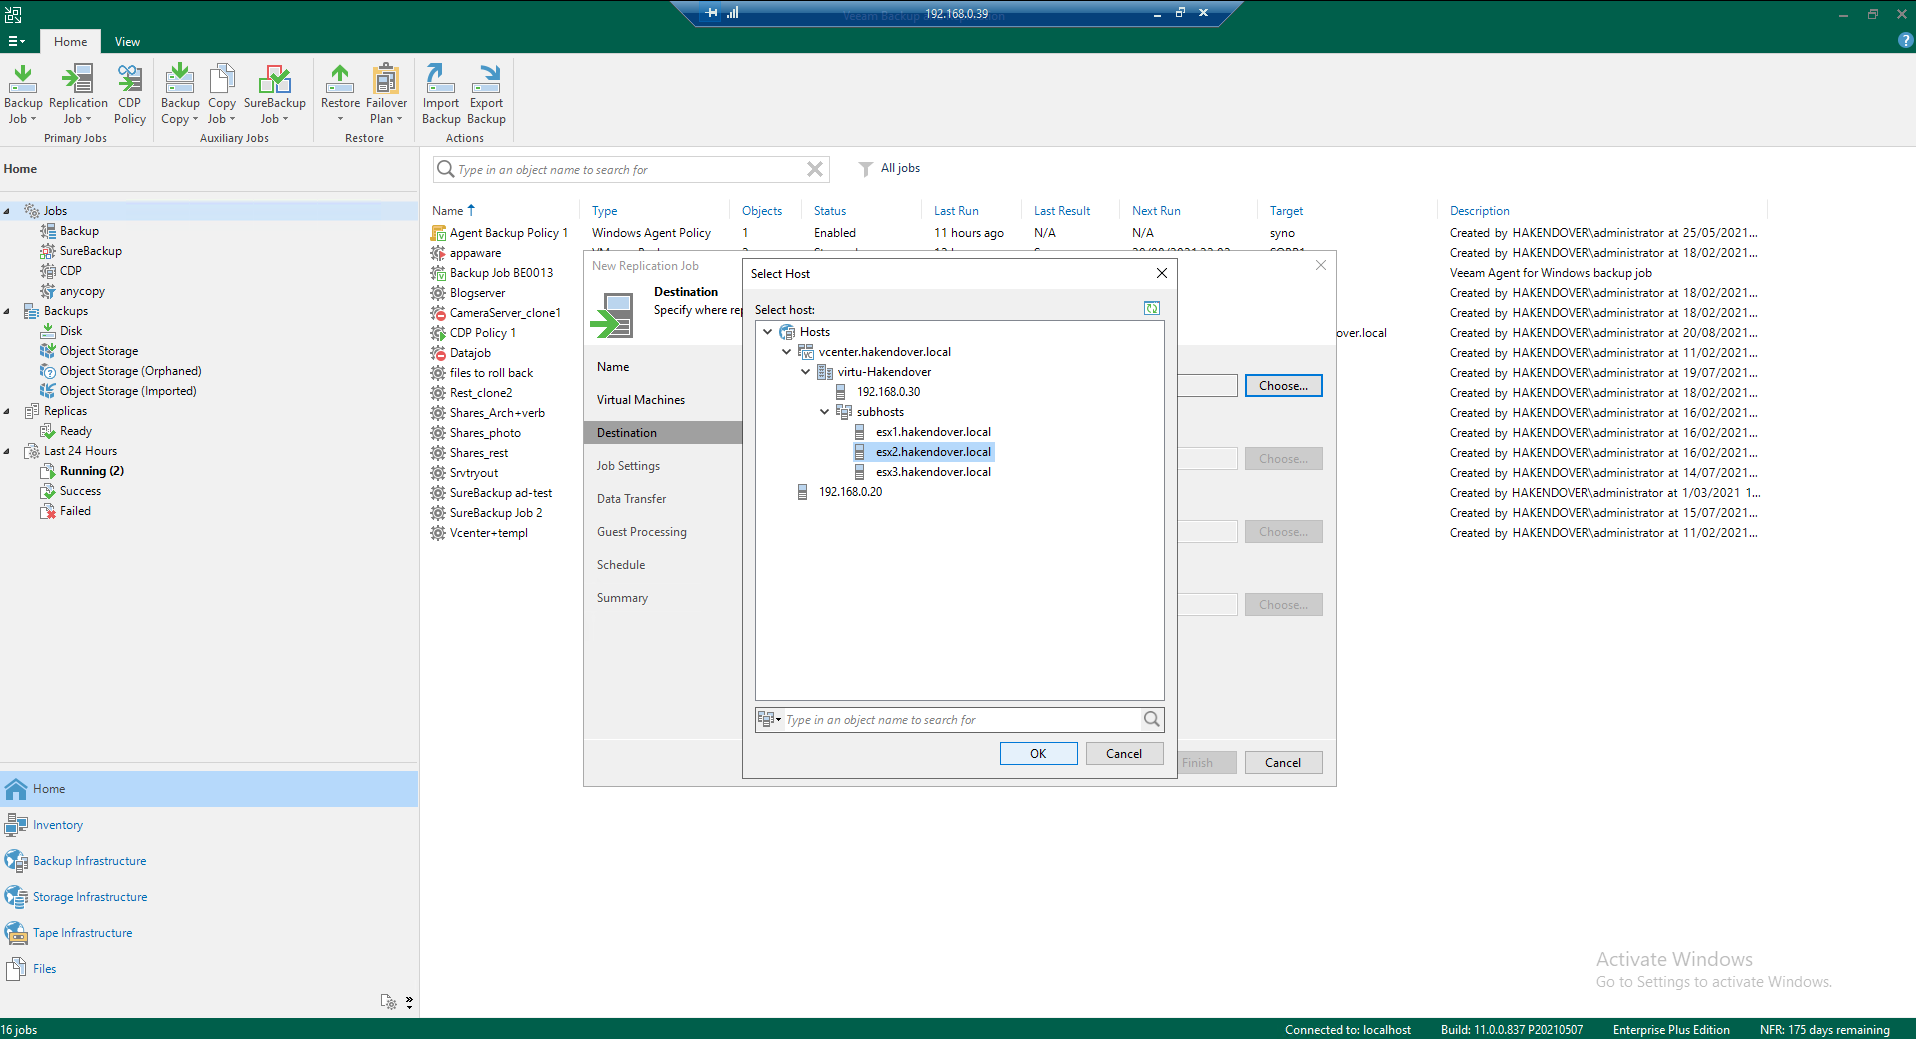 192.168.0.39
Home View
Backup Job Replication Job CDP Policy Backup Copy Copy Job SureBackup Job Restore Failover Plan Import Backup Export Backup
Primary Jobs Auxiliary Jobs Restore Actions
Home
Type in an object name to search for
All jobs
Jobs
Backup
SureBackup
CDP
anycopy
Backups
Disk
Object Storage
Object Storage (Orphaned)
Object Storage (Imported)
Replicas
Ready
Last 24 Hours
Running (2)
Success
Failed
Home
Inventory
Backup Infrastructure
Storage Infrastructure
Tape Infrastructure
Files
Name Type Objects Status Last Run Last Result Next Run Target Description
Agent Backup Policy 1 Windows Agent Policy 1 Enabled 11 hours ago N/A N/A syno Created by HAKENDOVER\administrator at 25/05/2021...
appaware Created by HAKENDOVER\administrator at 18/02/2021...
Backup Job BE0013 Veeam Agent for Windows backup job
Blogserver Created by HAKENDOVER\administrator at 18/02/2021...
CameraServer_clone1 Created by HAKENDOVER\administrator at 18/02/2021...
CDP Policy 1 over.local Created by HAKENDOVER\administrator at 20/08/2021...
Datajob Created by HAKENDOVER\administrator at 11/02/2021...
files to roll back Created by HAKENDOVER\administrator at 19/07/2021...
Rest_clone2 Created by HAKENDOVER\administrator at 18/02/2021...
Shares_Arch+verb Created by HAKENDOVER\administrator at 16/02/2021...
Shares_photo Created by HAKENDOVER\administrator at 16/02/2021...
Shares_rest Created by HAKENDOVER\administrator at 16/02/2021...
Srvtryout Created by HAKENDOVER\administrator at 14/07/2021...
SureBackup ad-test Created by HAKENDOVER\administrator at 1/03/2021 1...
SureBackup Job 2 Created by HAKENDOVER\administrator at 15/07/2021...
Vcenter+templ Created by HAKENDOVER\administrator at 11/02/2021...
New Replication Job
Destination
Specify where rep
Name
Virtual Machines
Destination
Job Settings
Data Transfer
Guest Processing
Schedule
Summary
Choose...
Choose...
Choose...
Choose...
Finish Cancel
Select Host
Select host:
Hosts
vcenter.hakendover.local
virtu-Hakendover
192.168.0.30
subhosts
esx1.hakendover.local
esx2.hakendover.local
esx3.hakendover.local
192.168.0.20
Type in an object name to search for
OK Cancel
Activate Windows
Go to Settings to activate Windows.
16 jobs Connected to: localhost Build: 11.0.0.837 P20210507 Enterprise Plus Edition NFR: 175 days remaining